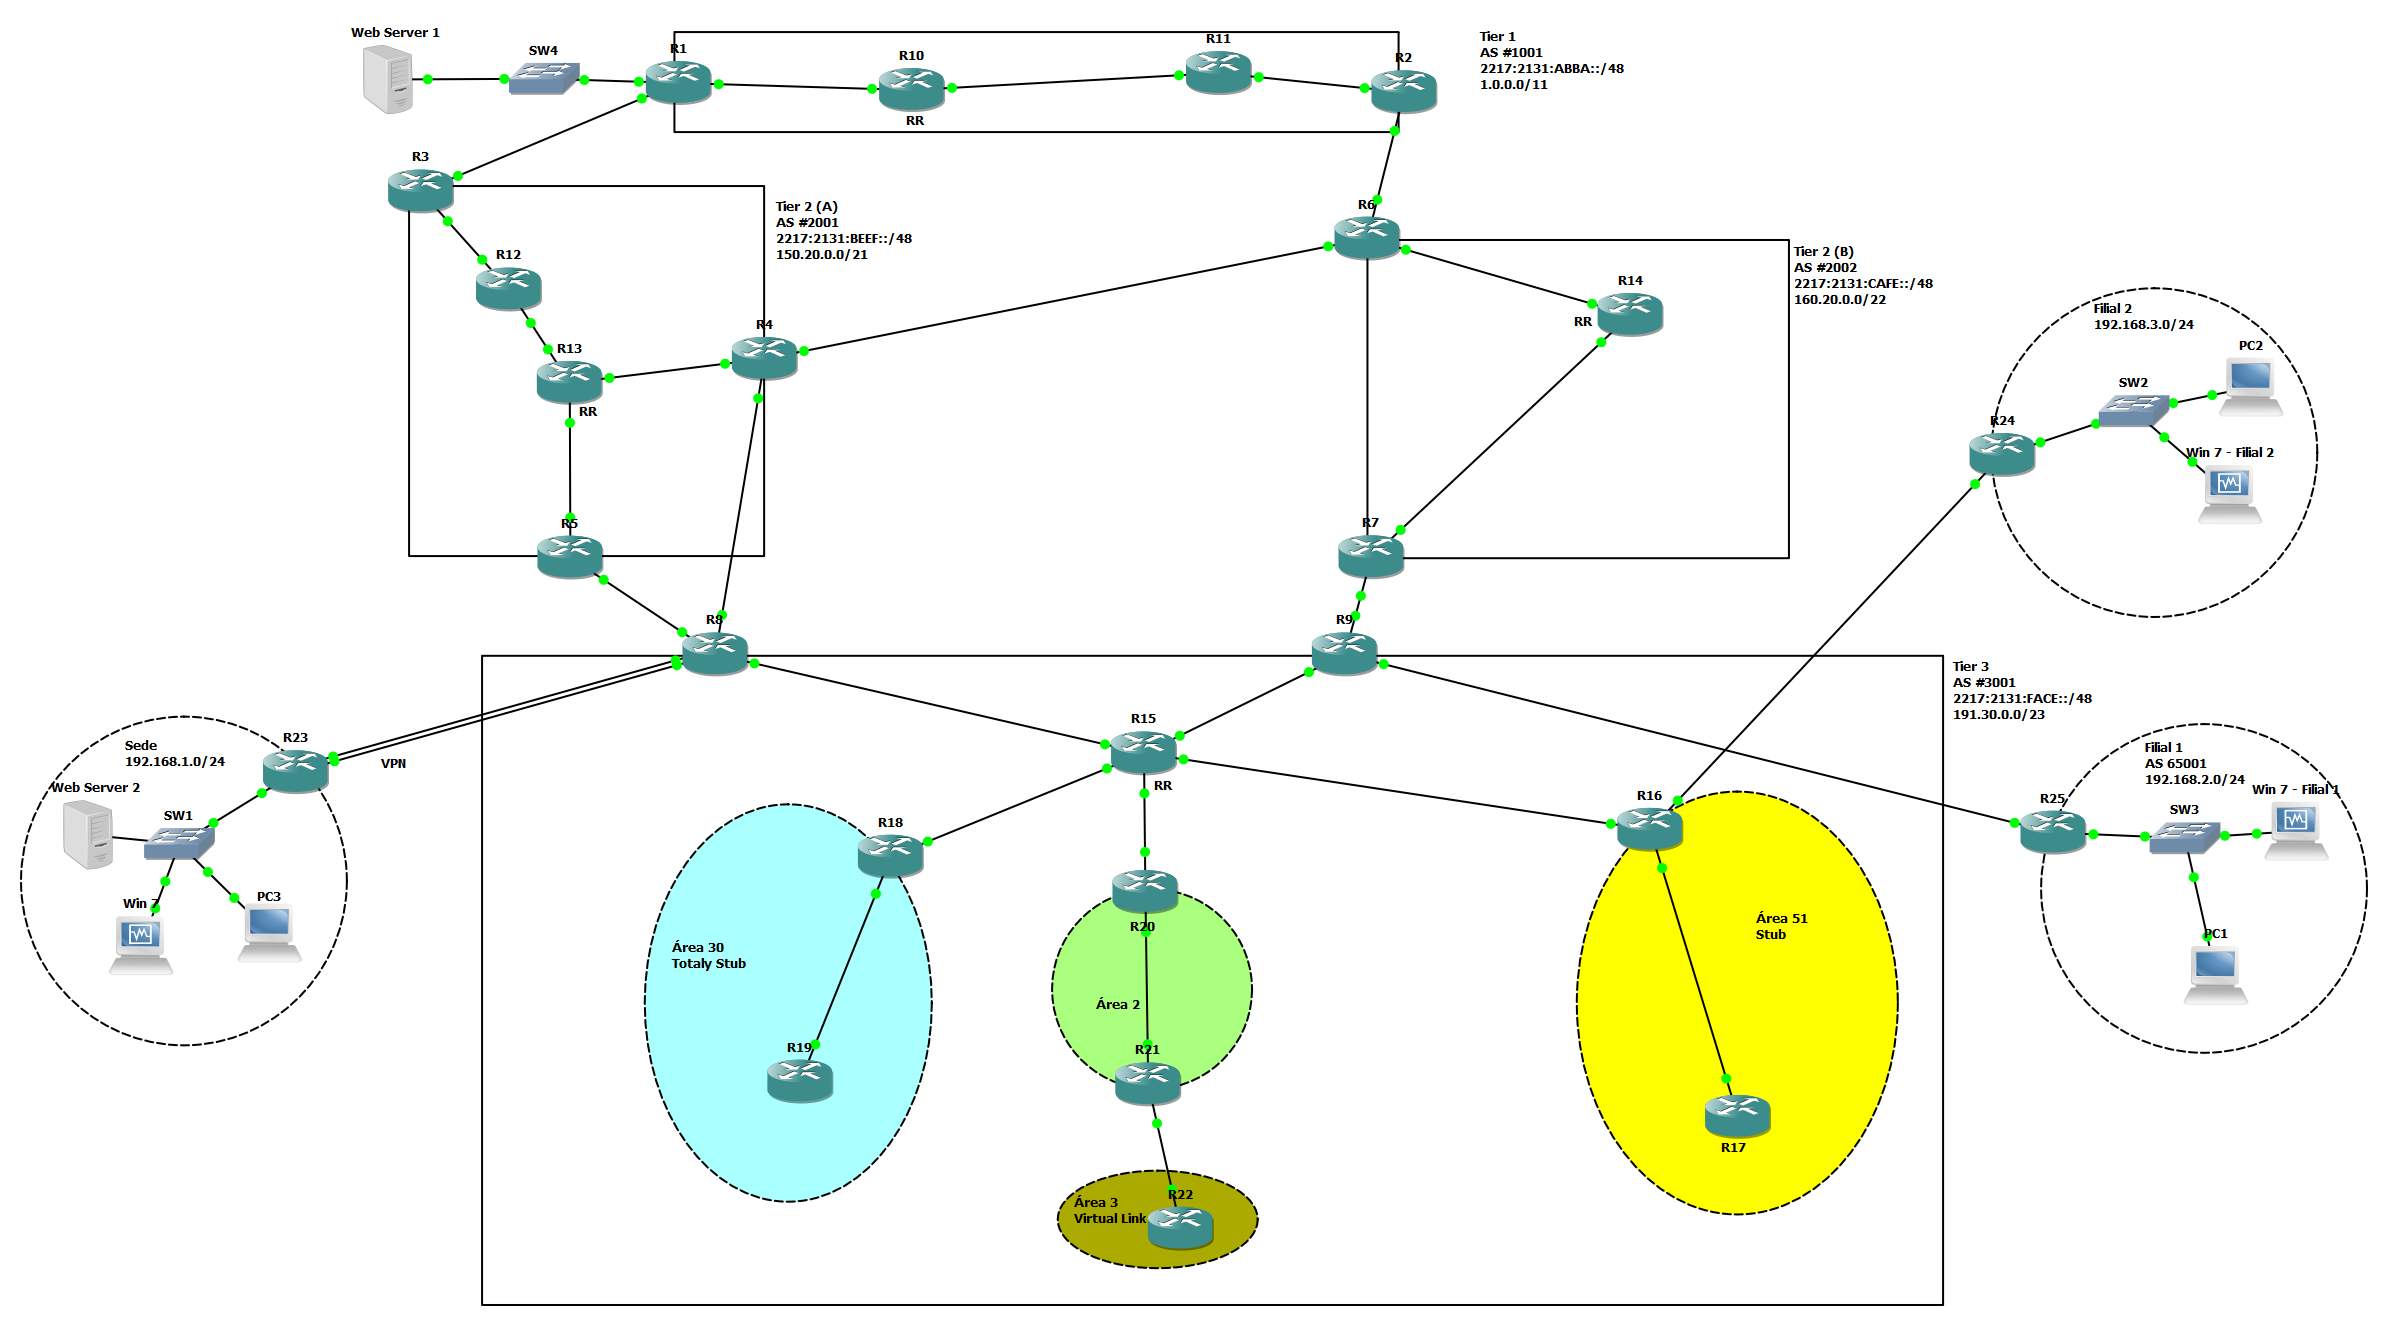 Web Server 1
SW4
R1
R10
RR
R11
R2
Tier 1
AS #1001
2217:2131:ABBA::/48
1.0.0.0/11
R3
Tier 2 (A)
AS #2001
2217:2131:BEEF::/48
150.20.0.0/21
R12
R13
RR
R4
R5
R6
Tier 2 (B)
AS #2002
2217:2131:CAFE::/48
160.20.0.0/22
R14
RR
R7
Filial 2
192.168.3.0/24
PC2
SW2
R24
Win 7 - Filial 2
R8
R9
Tier 3
AS #3001
2217:2131:FACE::/48
191.30.0.0/23
Sede
192.168.1.0/24
R23
VPN
Web Server 2
SW1
Win 7
PC3
R15
RR
R18
Área 30
Totaly Stub
R19
R20
Área 2
R21
Área 3
Virtual Link
R22
R16
Área 51
Stub
R17
Filial 1
AS 65001
192.168.2.0/24
R25
SW3
Win 7 - Filial 1
PC1